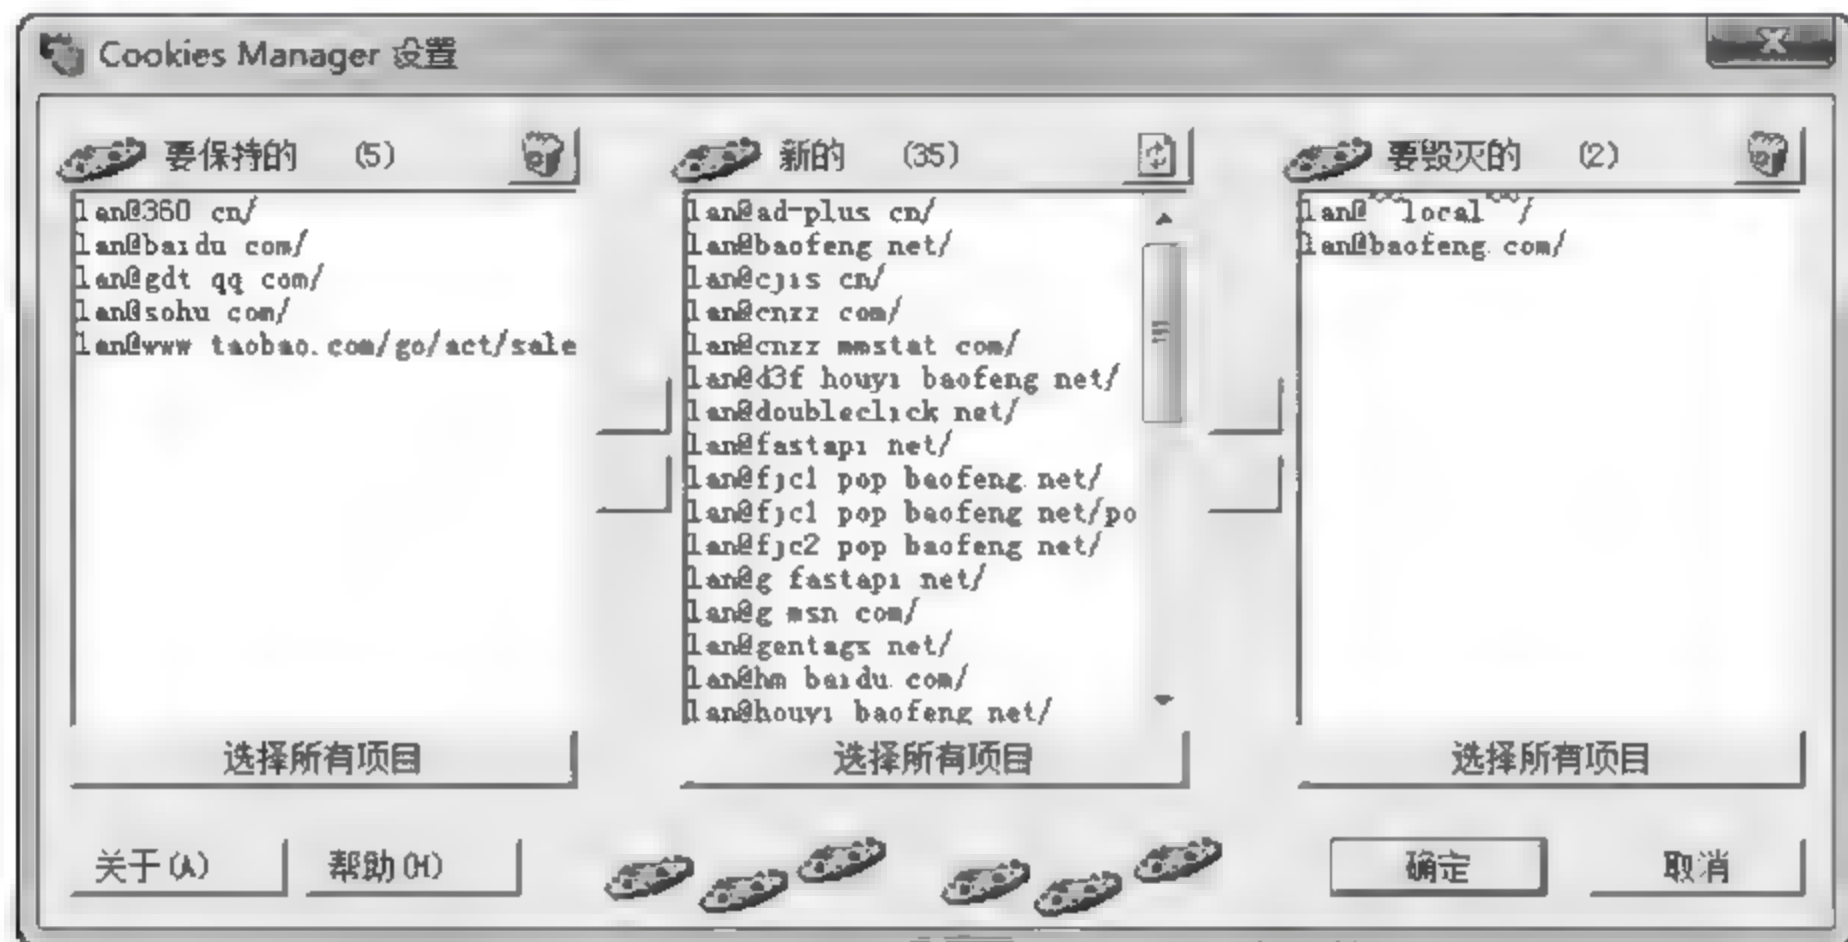 Cookies Manager 设置
要保持的 (5)
lan@360 cn/
lan@baidu com/
lan@gdt qq com/
lan@sohu com/
lan@www taobao.com/go/act/sale
选择所有项目
新的 (35)
lan@ad-plus cn/
lan@baofeng net/
lan@cjis cn/
lan@cnzz com/
lan@cnzz mmstat com/
lan@d3f houyi baofeng net/
lan@doubleclick net/
lan@fastapi net/
lan@fjc1 pop baofeng net/
lan@fjc1 pop baofeng net/po
lan@fjc2 pop baofeng net/
lan@g fastapi net/
lan@g msn com/
lan@gentags net/
lan@hm baidu.com/
lan@houyi baofeng net/
选择所有项目
要毁灭的 (2)
lan@~~local~~/
lan@baofeng.com/
选择所有项目
关于(A)
帮助(H)
确定
取消